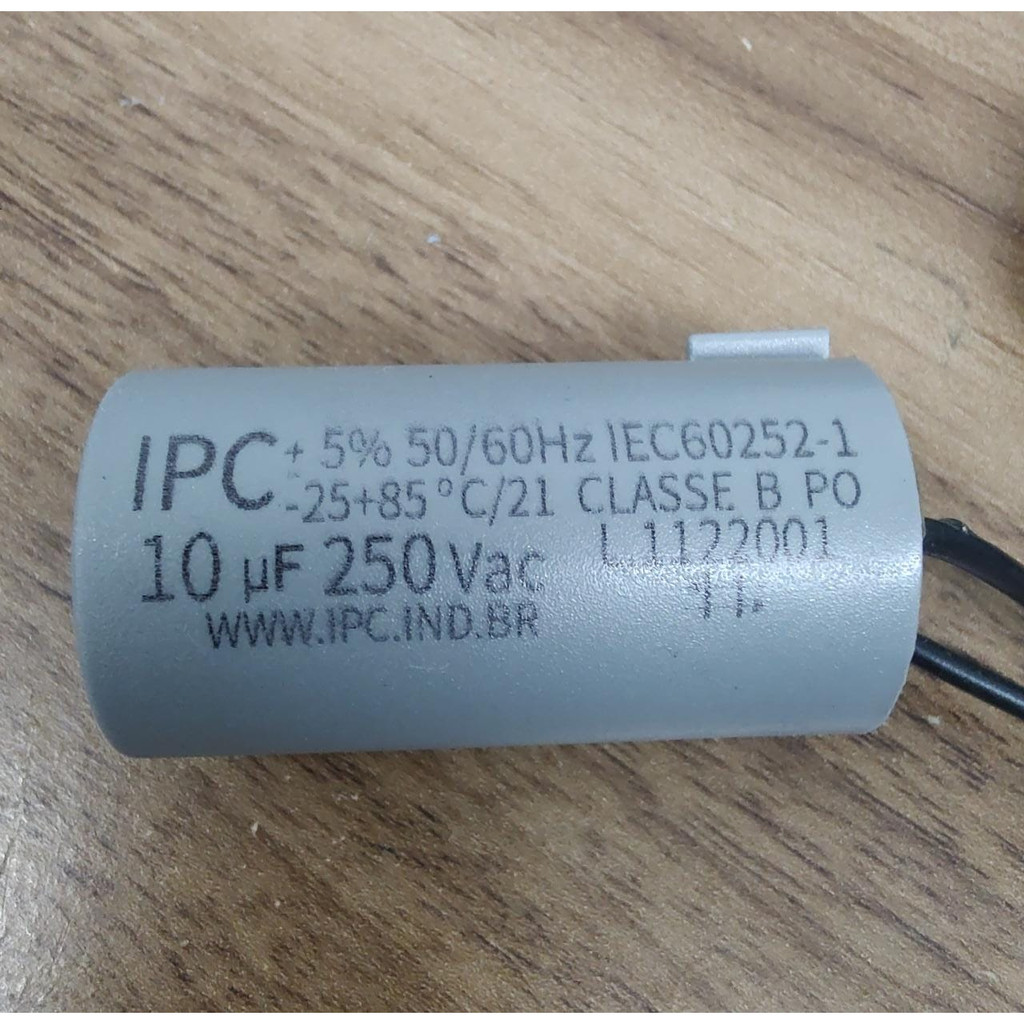 IPC ± 5% 50/60Hz IEC60252-1
-25+85°C/21 CLASSE B PO
10 µF 250 Vac L.1122001
WWW.IPC.IND.BR